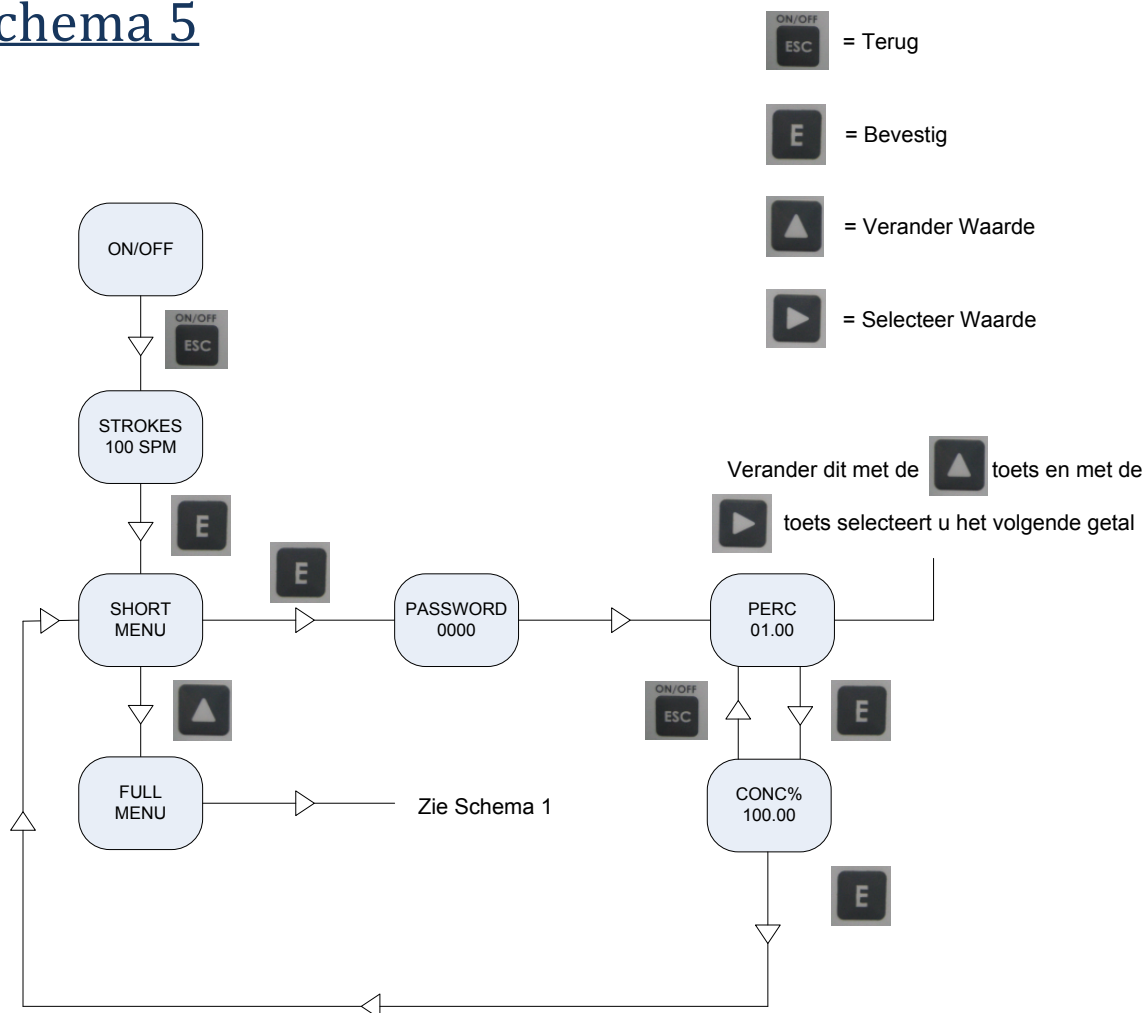 chema 5
ON/OFF
ESC
= Terug
E
= Bevestig
= Verander Waarde
= Selecteer Waarde
ON/OFF
ON/OFF
ESC
STROKES
100 SPM
Verander dit met de toets en met de
toets selecteert u het volgende getal
E
E
SHORT
MENU
PASSWORD
0000
PERC
01.00
ON/OFF
ESC
E
FULL
MENU
Zie Schema 1
CONC%
100.00
E